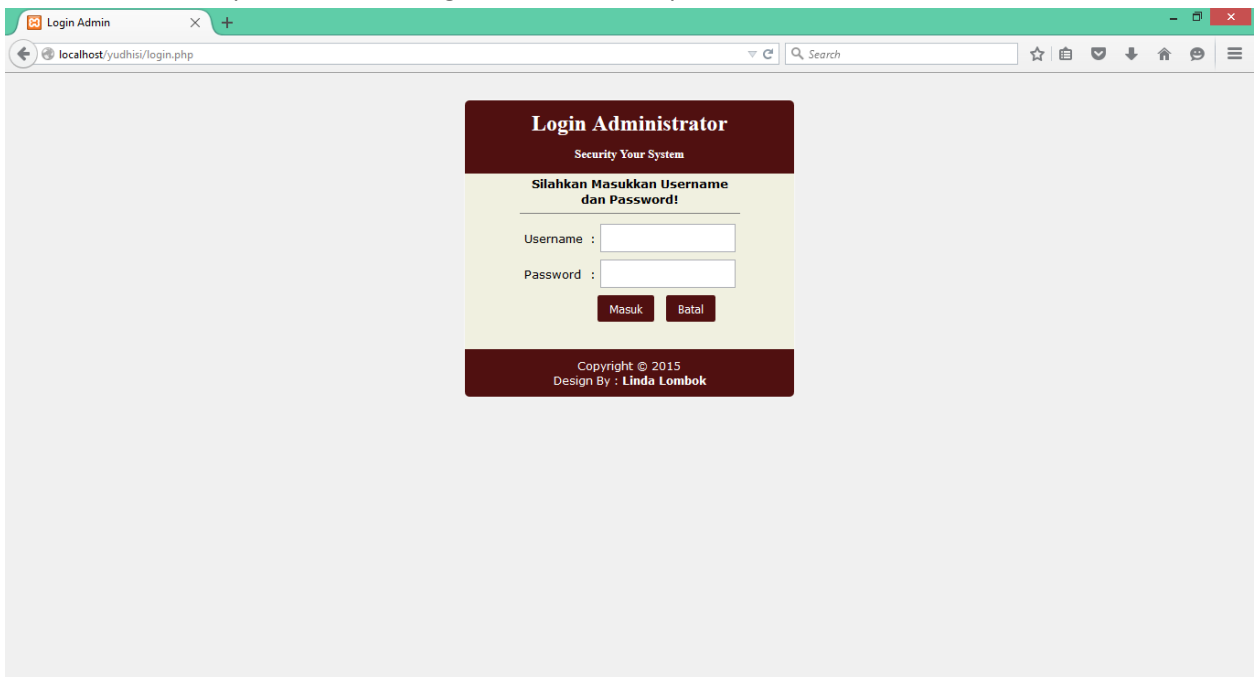 Login Admin
localhost/yudhisi/login.php
Search
Login Administrator
Security Your System
Silahkan Masukkan Username
dan Password!
Username :
Password :
Masuk Batal
Copyright © 2015
Design By : Linda Lombok